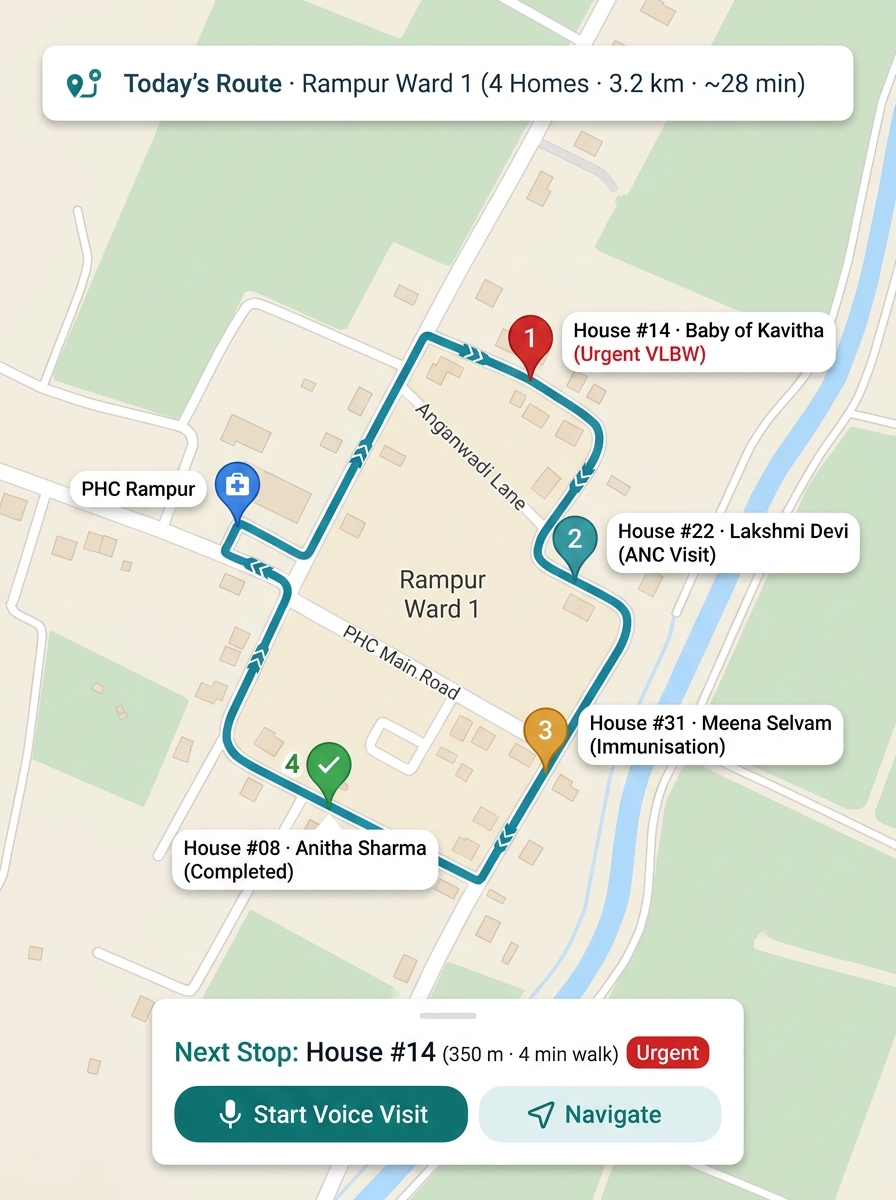 Today's Route · Rampur Ward 1 (4 Homes · 3.2 km · ~28 min)
1
House #14 · Baby of Kavitha
(Urgent VLBW)
Anganwadi Lane
PHC Rampur
2
House #22 · Lakshmi Devi
(ANC Visit)
Rampur
Ward 1
PHC Main Road
3
House #31 · Meena Selvam
(Immunisation)
4
House #08 · Anitha Sharma
(Completed)
Next Stop: House #14 (350 m · 4 min walk) Urgent
Start Voice Visit
Navigate